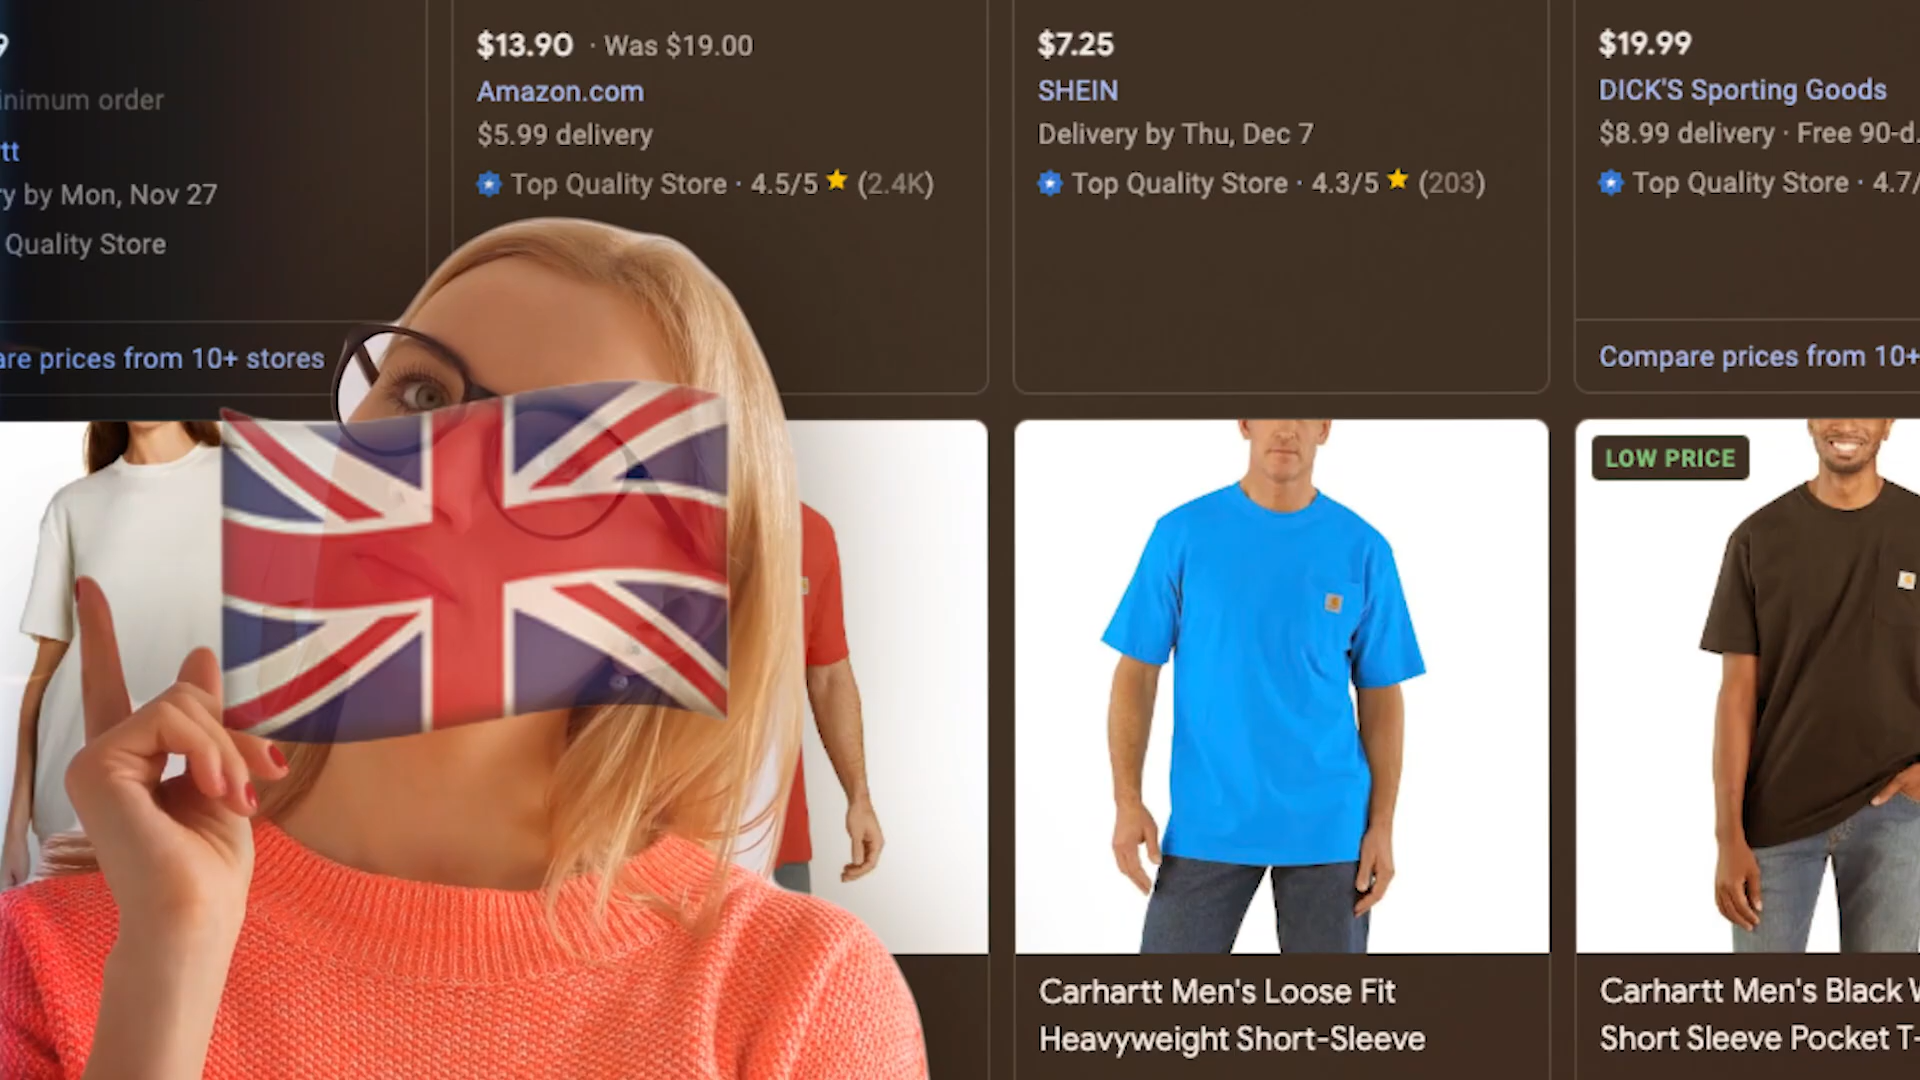 9
inimum order
tt
y by Mon, Nov 27
Quality Store
are prices from 10+ stores
$13.90 · Was $19.00
Amazon.com
$5.99 delivery
Top Quality Store · 4.5/5 (2.4K)
$7.25
SHEIN
Delivery by Thu, Dec 7
Top Quality Store · 4.3/5 (203)
$19.99
DICK'S Sporting Goods
$8.99 delivery · Free 90-d
Top Quality Store · 4.7/
Compare prices from 10+
LOW PRICE
Carhartt Men's Loose Fit
Heavyweight Short-Sleeve
Carhartt Men's Black W
Short Sleeve Pocket T-